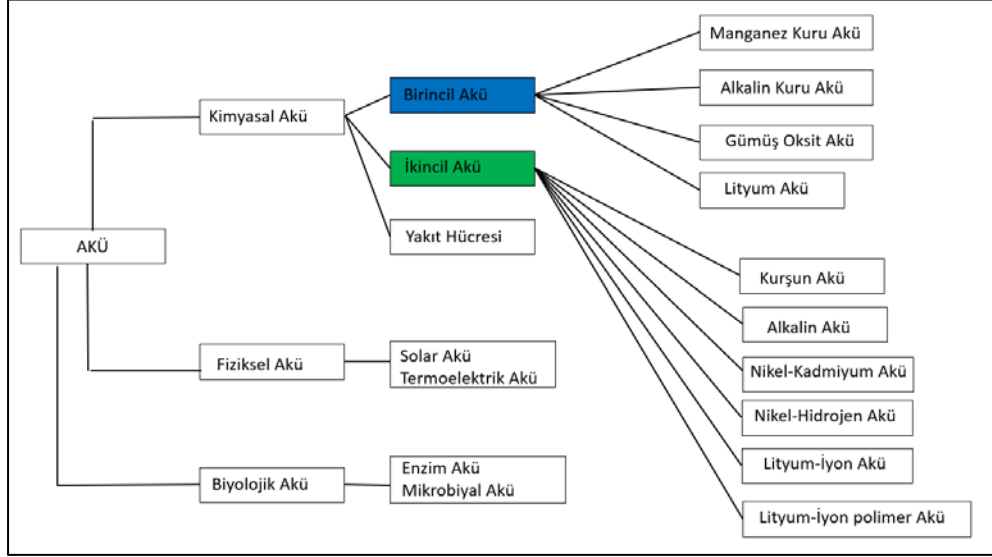 AKÜ
Kimyasal Akü
Birincil Akü
Manganez Kuru Akü
Alkalin Kuru Akü
Gümüş Oksit Akü
Lityum Akü
İkincil Akü
Kurşun Akü
Alkalin Akü
Nikel-Kadmiyum Akü
Nikel-Hidrojen Akü
Lityum-İyon Akü
Lityum-İyon polimer Akü
Yakıt Hücresi
Fiziksel Akü
Solar Akü
Termoelektrik Akü
Biyolojik Akü
Enzim Akü
Mikrobiyal Akü